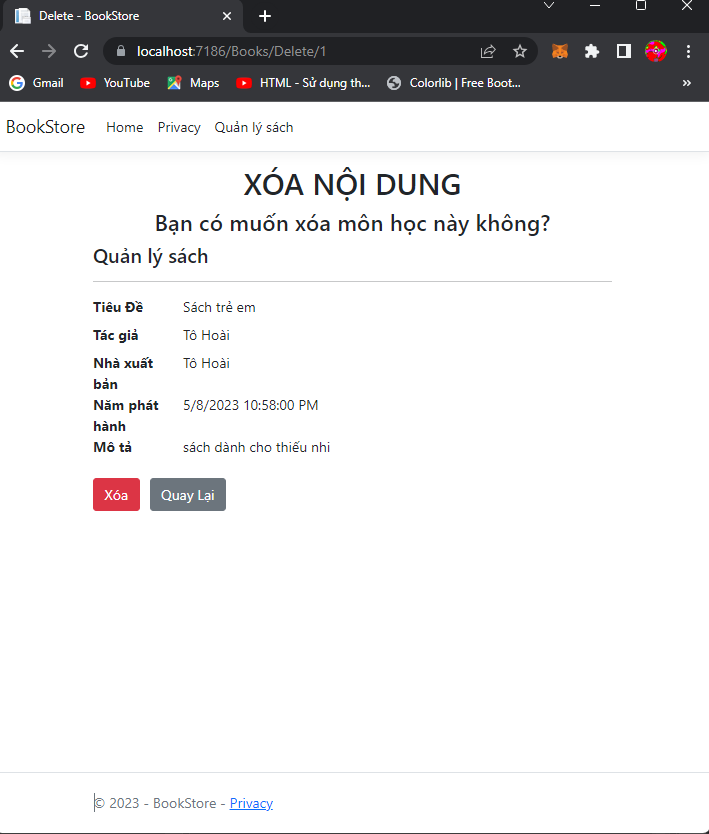 Delete - BookStore
localhost:7186/Books/Delete/1
Gmail YouTube Maps HTML - Sử dụng th... Colorlib | Free Boot... »
BookStore Home Privacy Quản lý sách
XÓA NỘI DUNG
Bạn có muốn xóa môn học này không?
Quản lý sách
Tiêu Đề Sách trẻ em
Tác giả Tô Hoài
Nhà xuất Tô Hoài
bản
Năm phát 5/8/2023 10:58:00 PM
hành
Mô tả sách dành cho thiếu nhi
Xóa Quay Lại
© 2023 - BookStore - Privacy